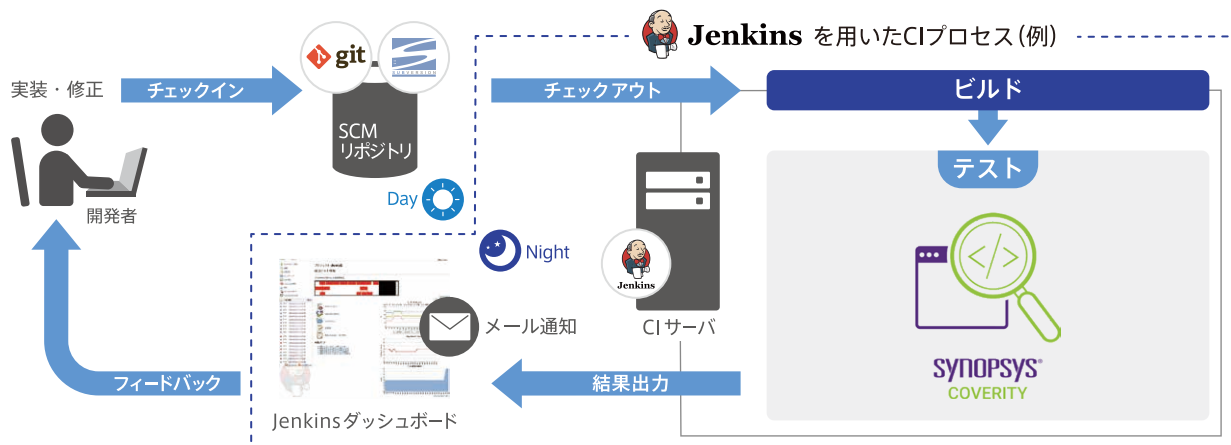 Jenkins を用いたCIプロセス（例）
git
SUBVERSION
実装・修正
チェックイン
チェックアウト
ビルド
SCM
リポジトリ
テスト
Day
開発者
Night
Jenkins
メール通知
CIサーバ
SYNOPSYS®
COVERITY
フィードバック
結果出力
Jenkinsダッシュボード